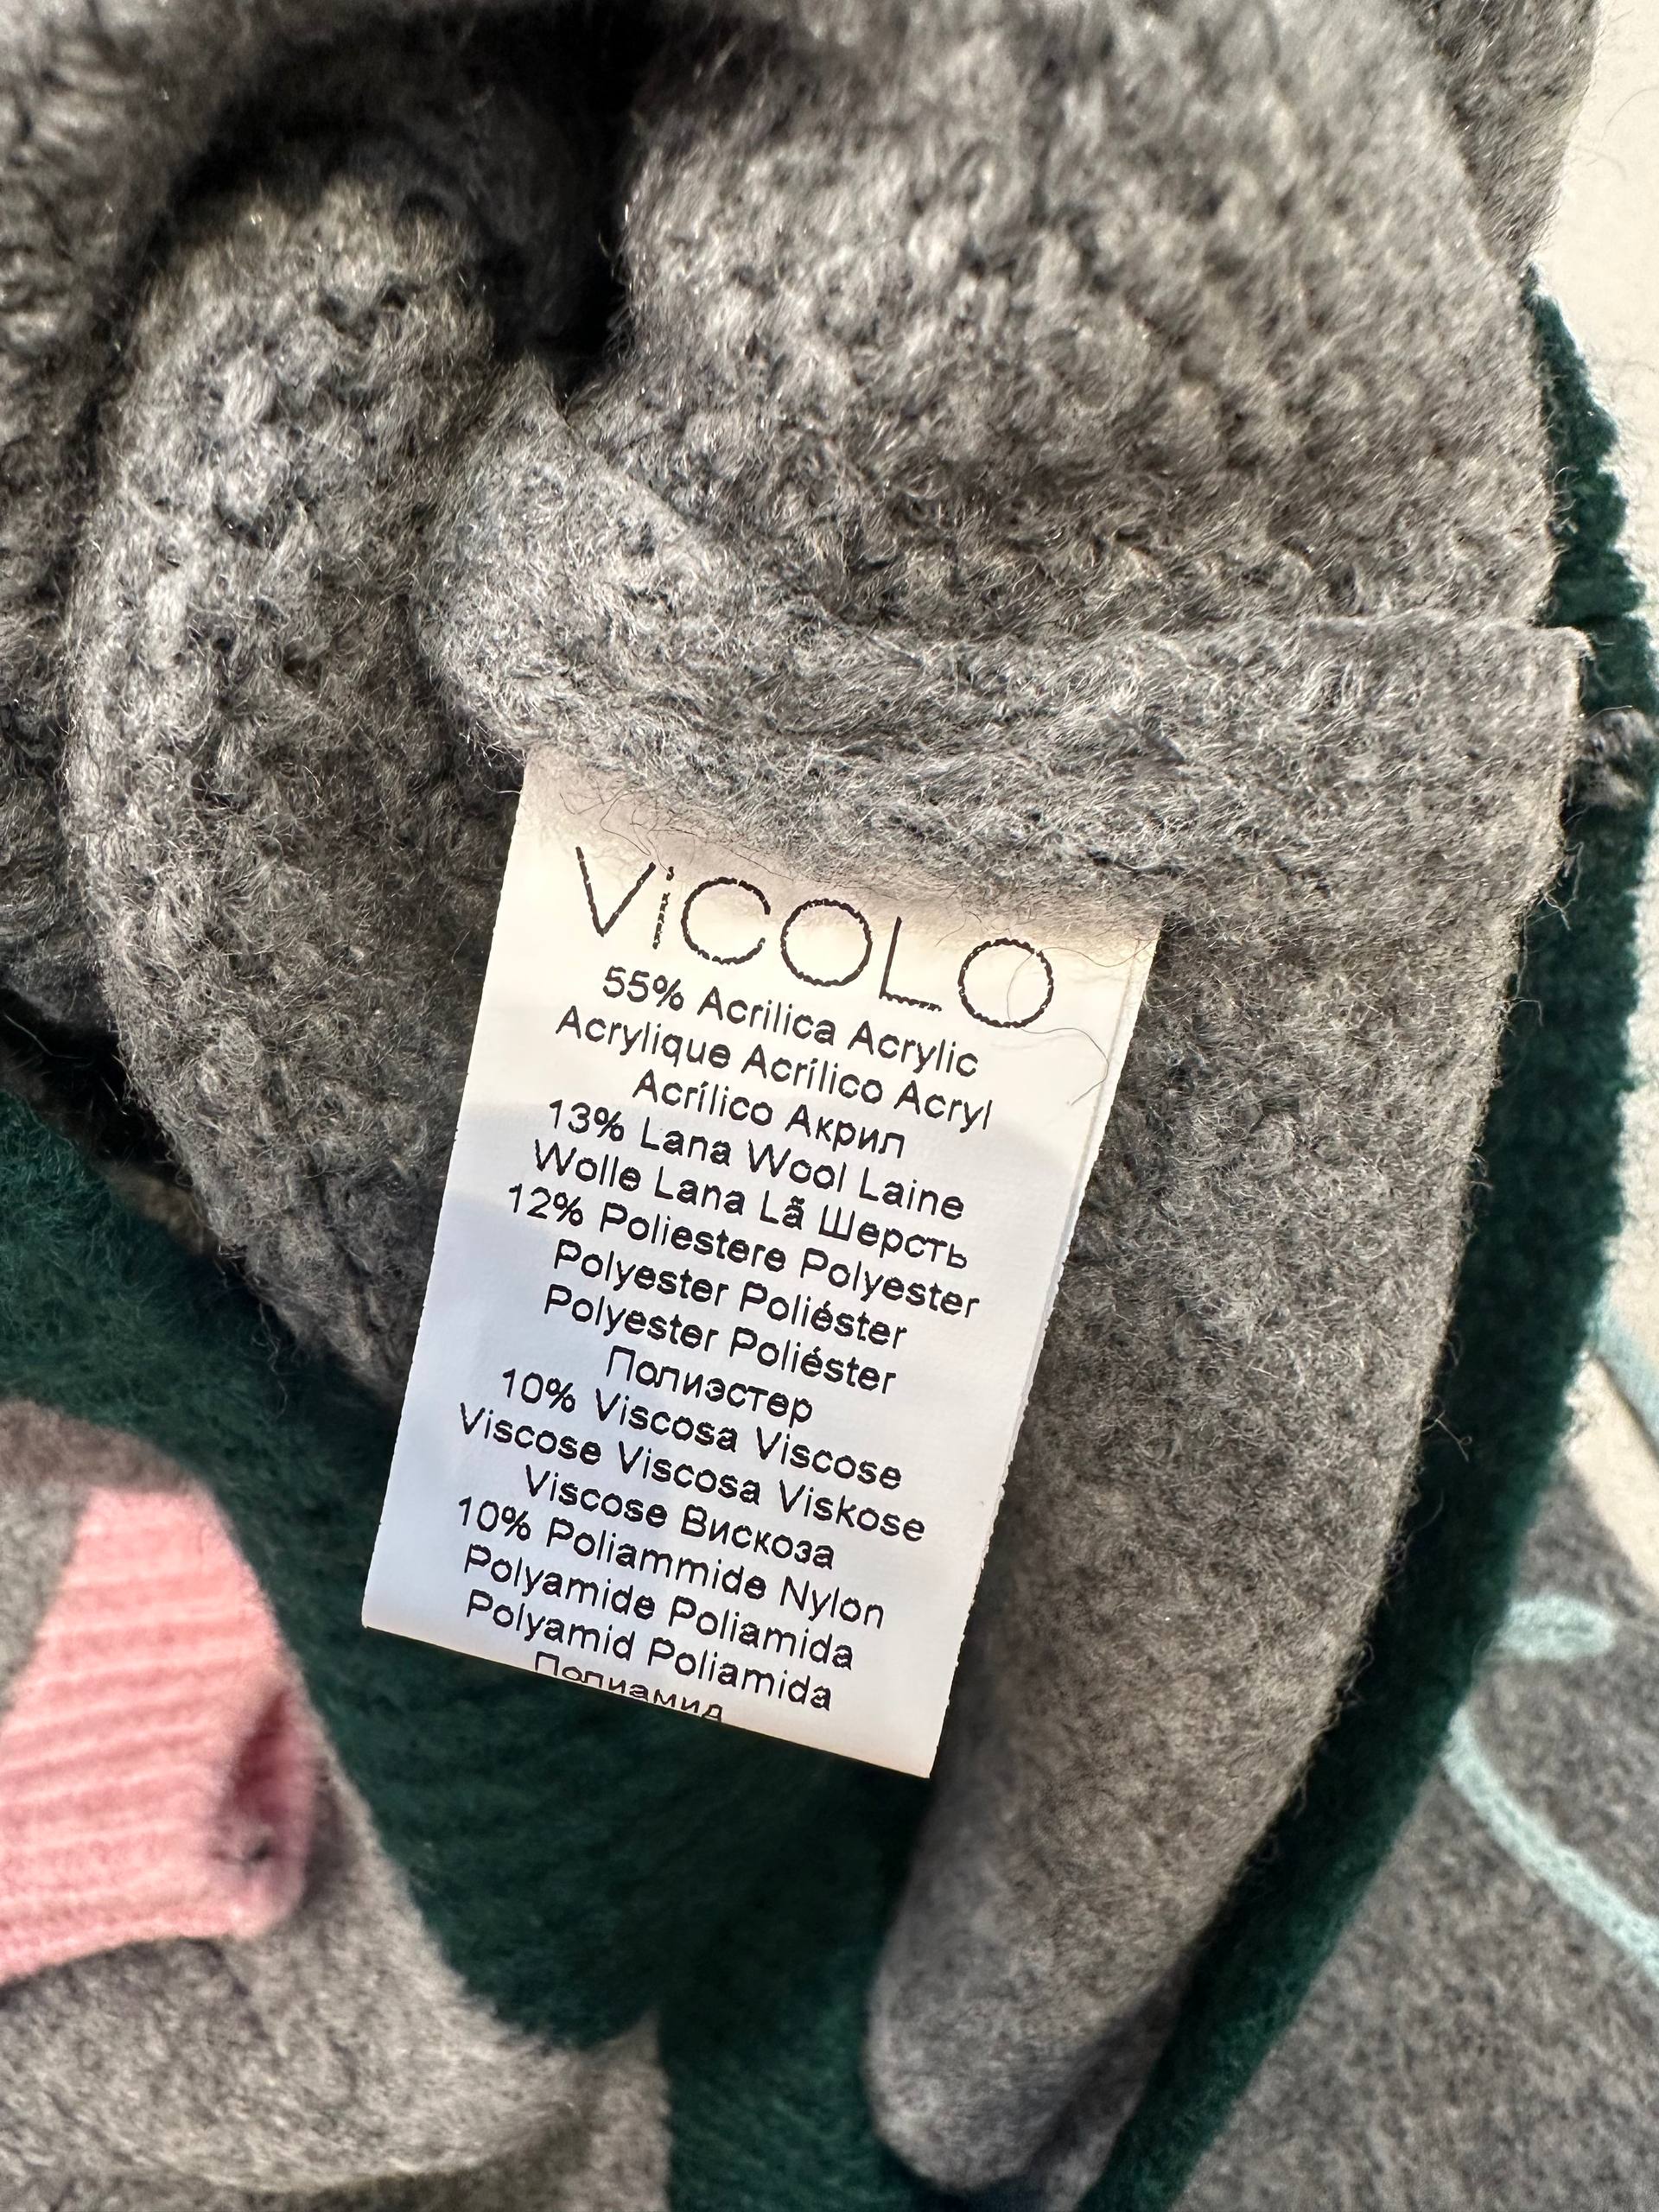 ViCOLO
55% Acrilica Acrylic
Acrylique Acrílico Acryl
Acrílico Акрил
13% Lana Wool Laine
Wolle Lana Lã Шерсть
12% Poliestere Polyester
Polyester Poliéster
Polyester Poliéster
Полиэстер
10% Viscosa Viscose
Viscose Viscosa Viskose
Viscose Вискоза
10% Poliammide Nylon
Polyamide Poliamida
Polyamid Poliamida
Полиамид